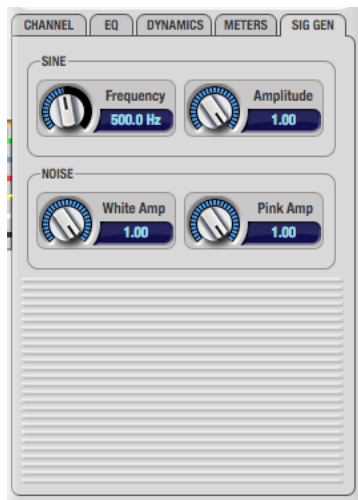 CHANNEL EQ DYNAMICS METERS SIG GEN
SINE
Frequency Amplitude
500.0 Hz 1.00
NOISE
White Amp Pink Amp
1.00 1.00